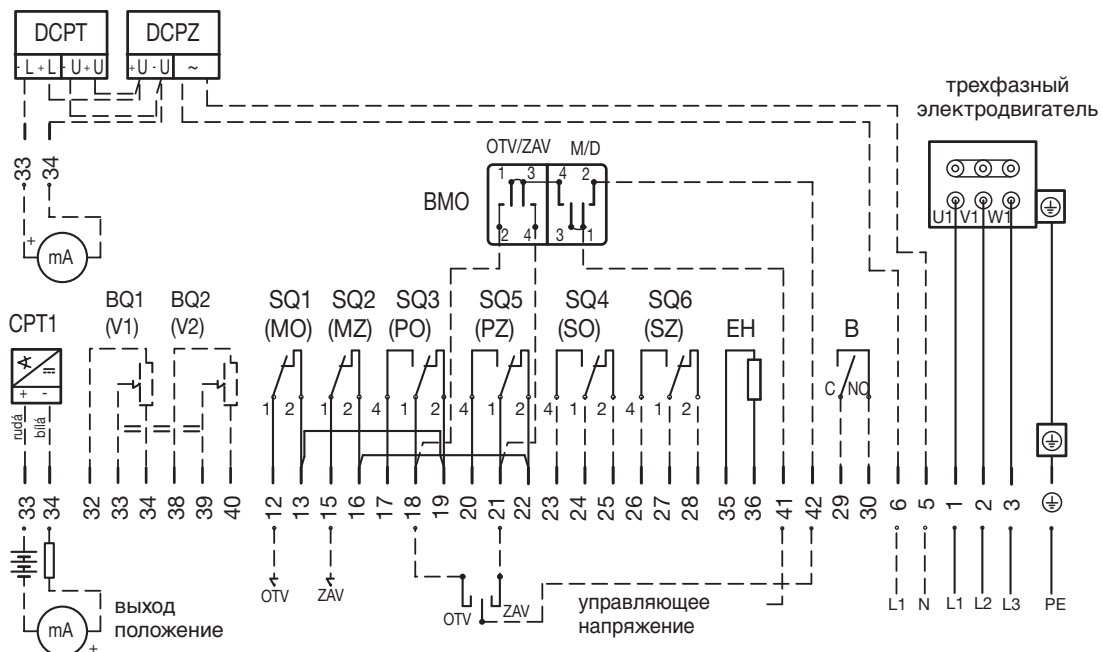 DCPT DCPZ
- L + L - U + U +U - U ~
трехфазный
электродвигатель
33 34
OTV/ZAV M/D
1 3 4 2
BMO
2 4 3 1
U1 V1 W1
+
mA
CPT1
BQ1 BQ2 SQ1 SQ2 SQ3 SQ5 SQ4 SQ6
(V1) (V2) (MO) (MZ) (PO) (PZ) (SO) (SZ) EH B
C NO
+ -
1 2 1 2 4 1 2 4 1 2 4 1 2 4 1 2
rudá bílá
33 34 32 33 34 38 39 40 12 13 15 16 17 18 19 20 21 22 23 24 25 26 27 28 35 36 41 42 29 30 6 5 1 2 3
OTV ZAV
L1 N L1 L2 L3 PE
OTV ZAV
управляющее
напряжение
выход
положение
mA
+